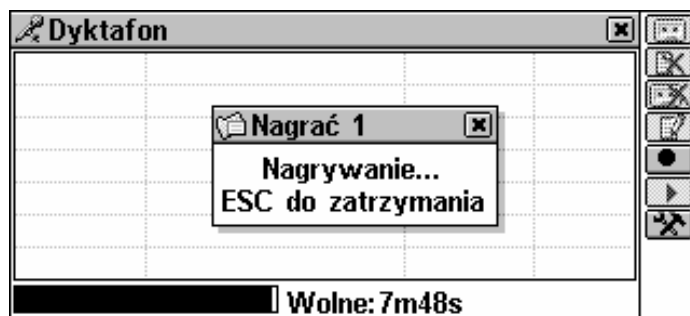 Dyktafon
Nagrać 1
Nagrywanie...
ESC do zatrzymania
Wolne: 7m48s